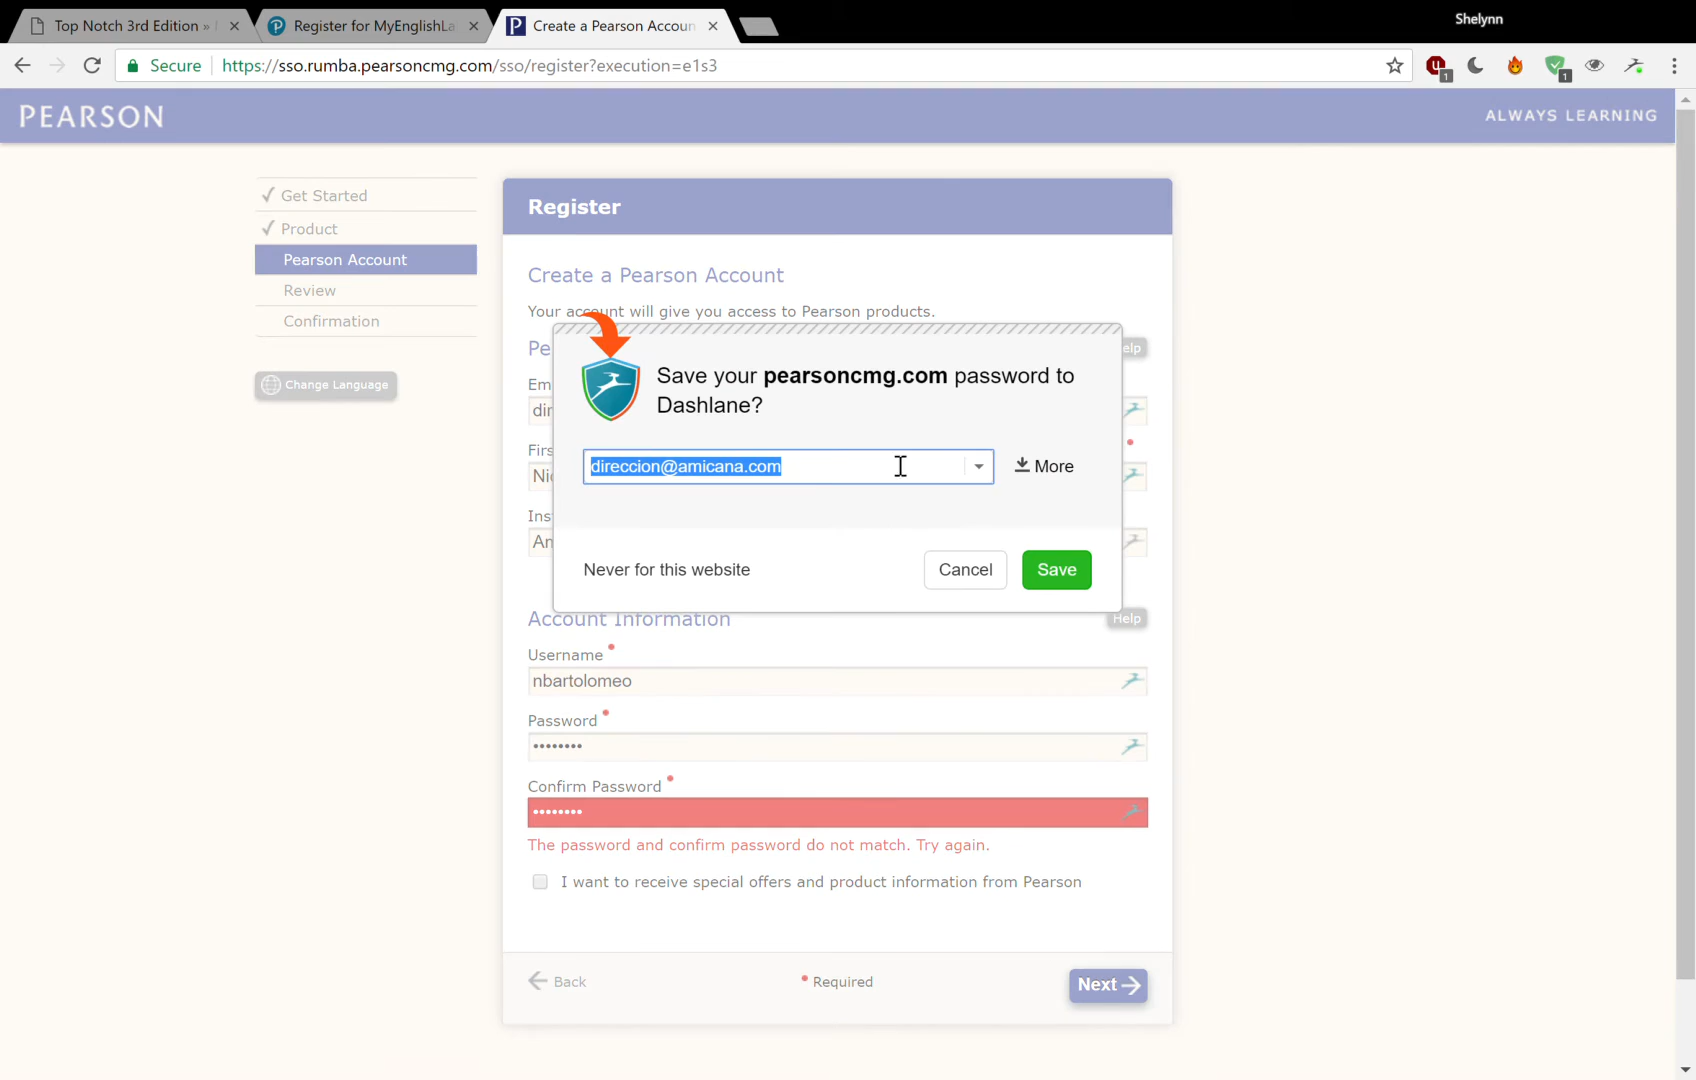 Shelynn
Top Notch 3rd Edition »
Register for MyEnglishLa
Create a Pearson Accoun
Secure
https://sso.rumba.pearsoncmg.com/sso/register?execution=e1s3
1
1
PEARSON
ALWAYS LEARNING
Get Started
Product
Pearson Account
Review
Confirmation
Change Language
Register
Create a Pearson Account
Your account will give you access to Pearson products.
Pe
elp
Em
dir
Firs
*
Nic
Ins
An
Save your pearsoncmg.com password to
Dashlane?
direccion@amicana.com
More
Never for this website
Cancel
Save
Account Information
Help
Username *
nbartolomeo
Password *
••••••••
Confirm Password *
••••••••
The password and confirm password do not match. Try again.
I want to receive special offers and product information from Pearson
Back
* Required
Next